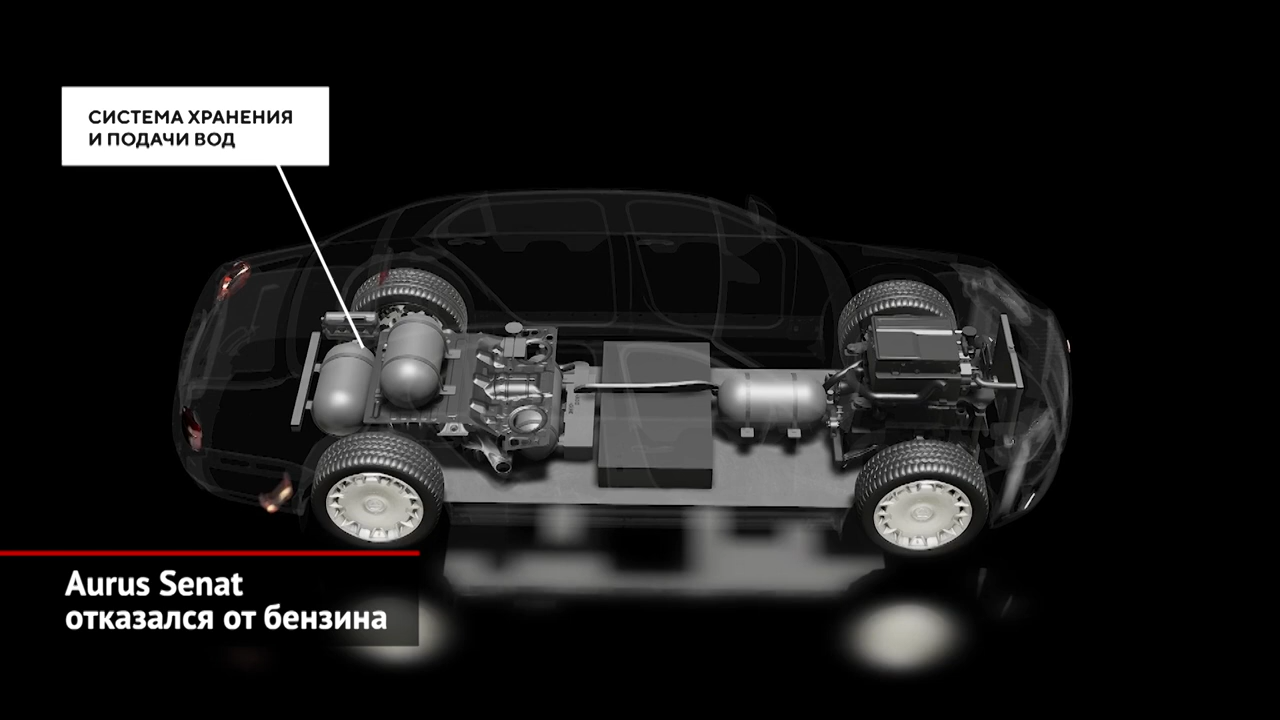 СИСТЕМА ХРАНЕНИЯ
И ПОДАЧИ ВОД
Aurus Senat
отказался от бензина